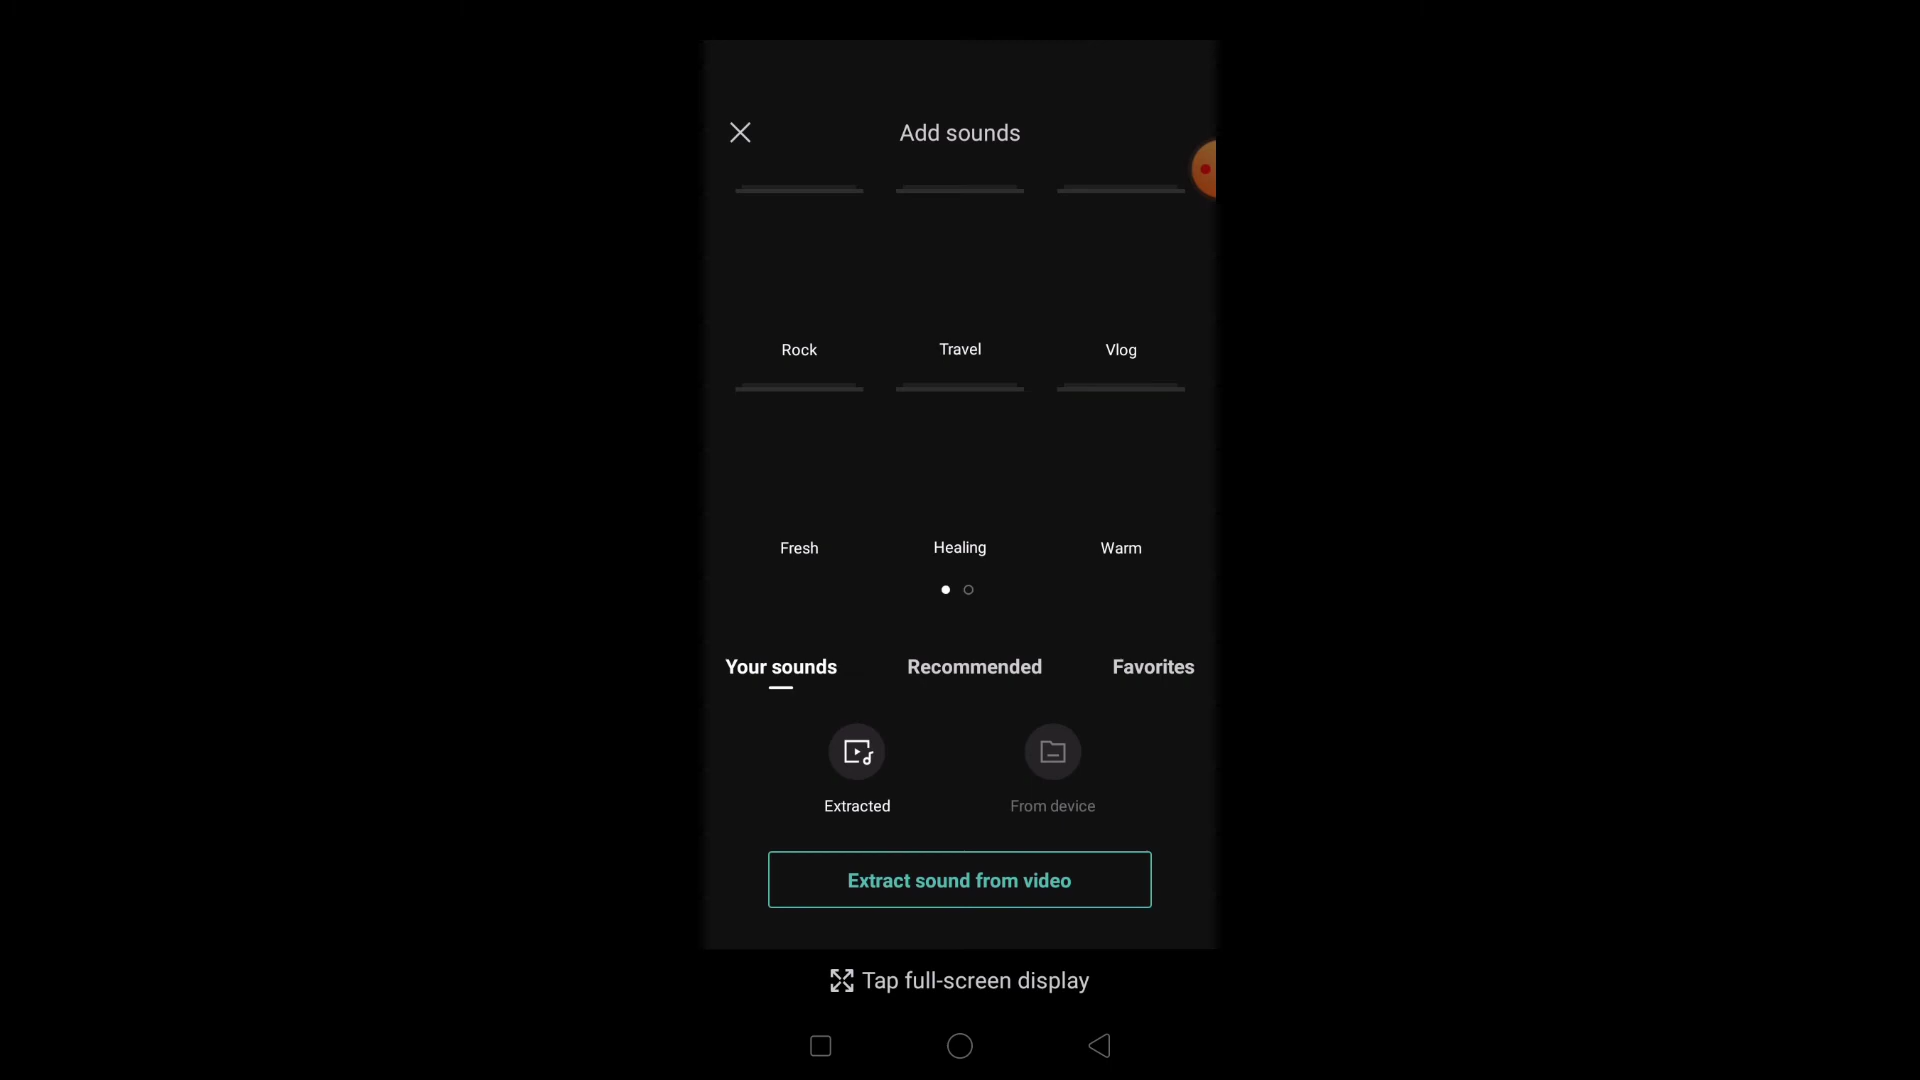 Add sounds
Rock Travel Vlog
Fresh Healing Warm
Your sounds Recommended Favorites
Extracted From device
Extract sound from video
Tap full-screen display